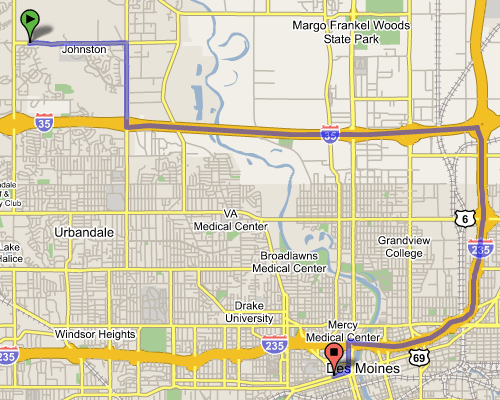 Margo Frankel Woods
State Park
Johnston
35
35
dale
f &
y Club
VA
Medical Center
6
Urbandale
Lake
Halice
Grandview
College
235
Broadlawns
Medical Center
Drake
University
Windsor Heights
Mercy
Medical Center
235
235
69
Des Moines